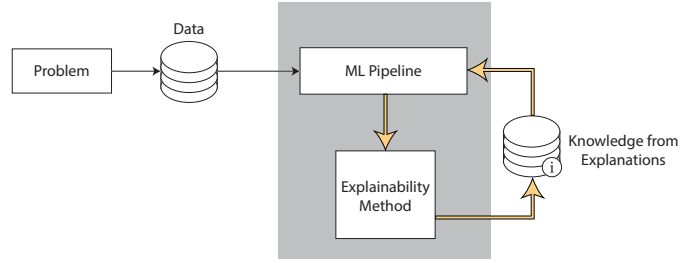 Data
Problem
ML Pipeline
Knowledge from
Explanations
i
Explainability
Method